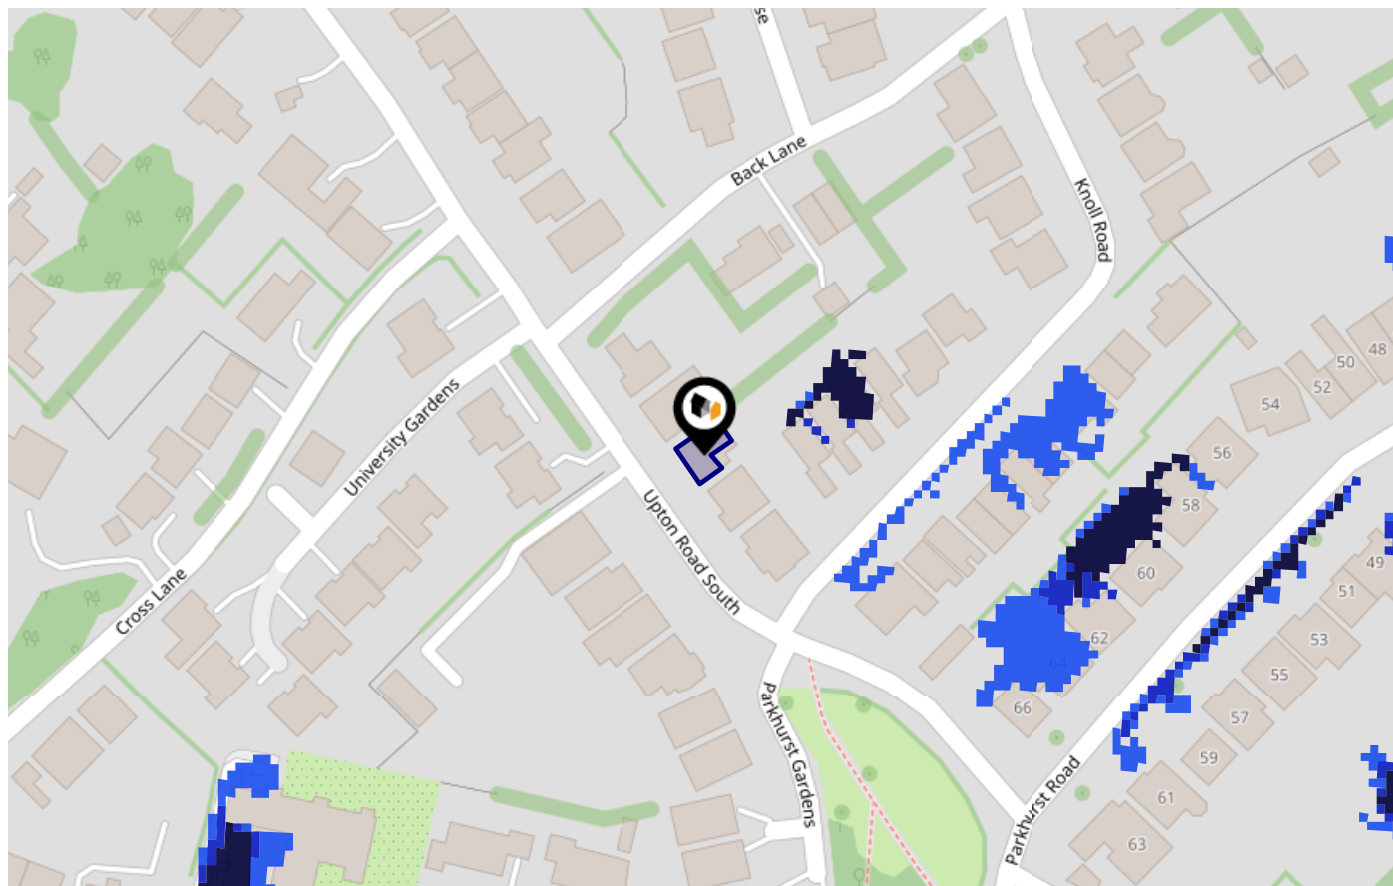 se
Back Lane
Knoll Road
University Gardens
Upton Road South
Cross Lane
Parkhurst Gardens
Parkhurst Road
48
50
52
54
56
58
60
62
64
66
49
51
53
55
57
59
61
63